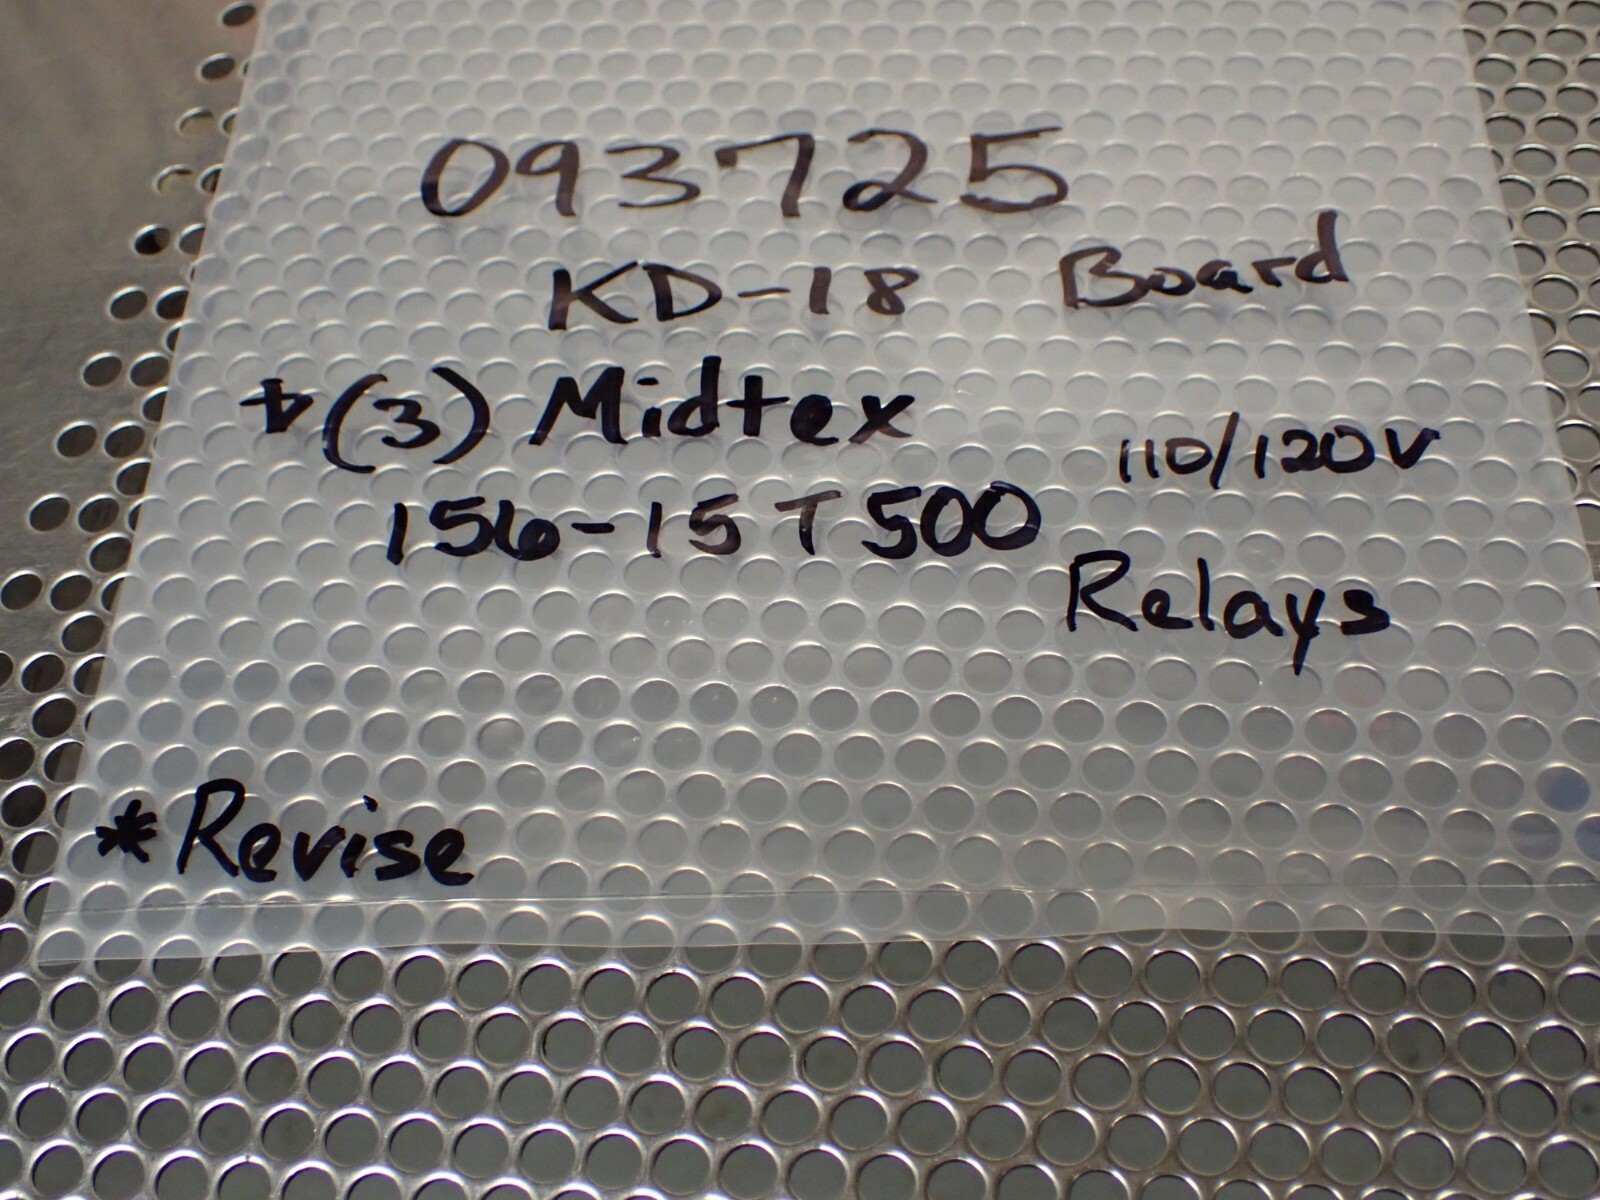 093725
KD-18 Board
+(3) Midtex
110/120V
156-15T500
Relays
*Revise